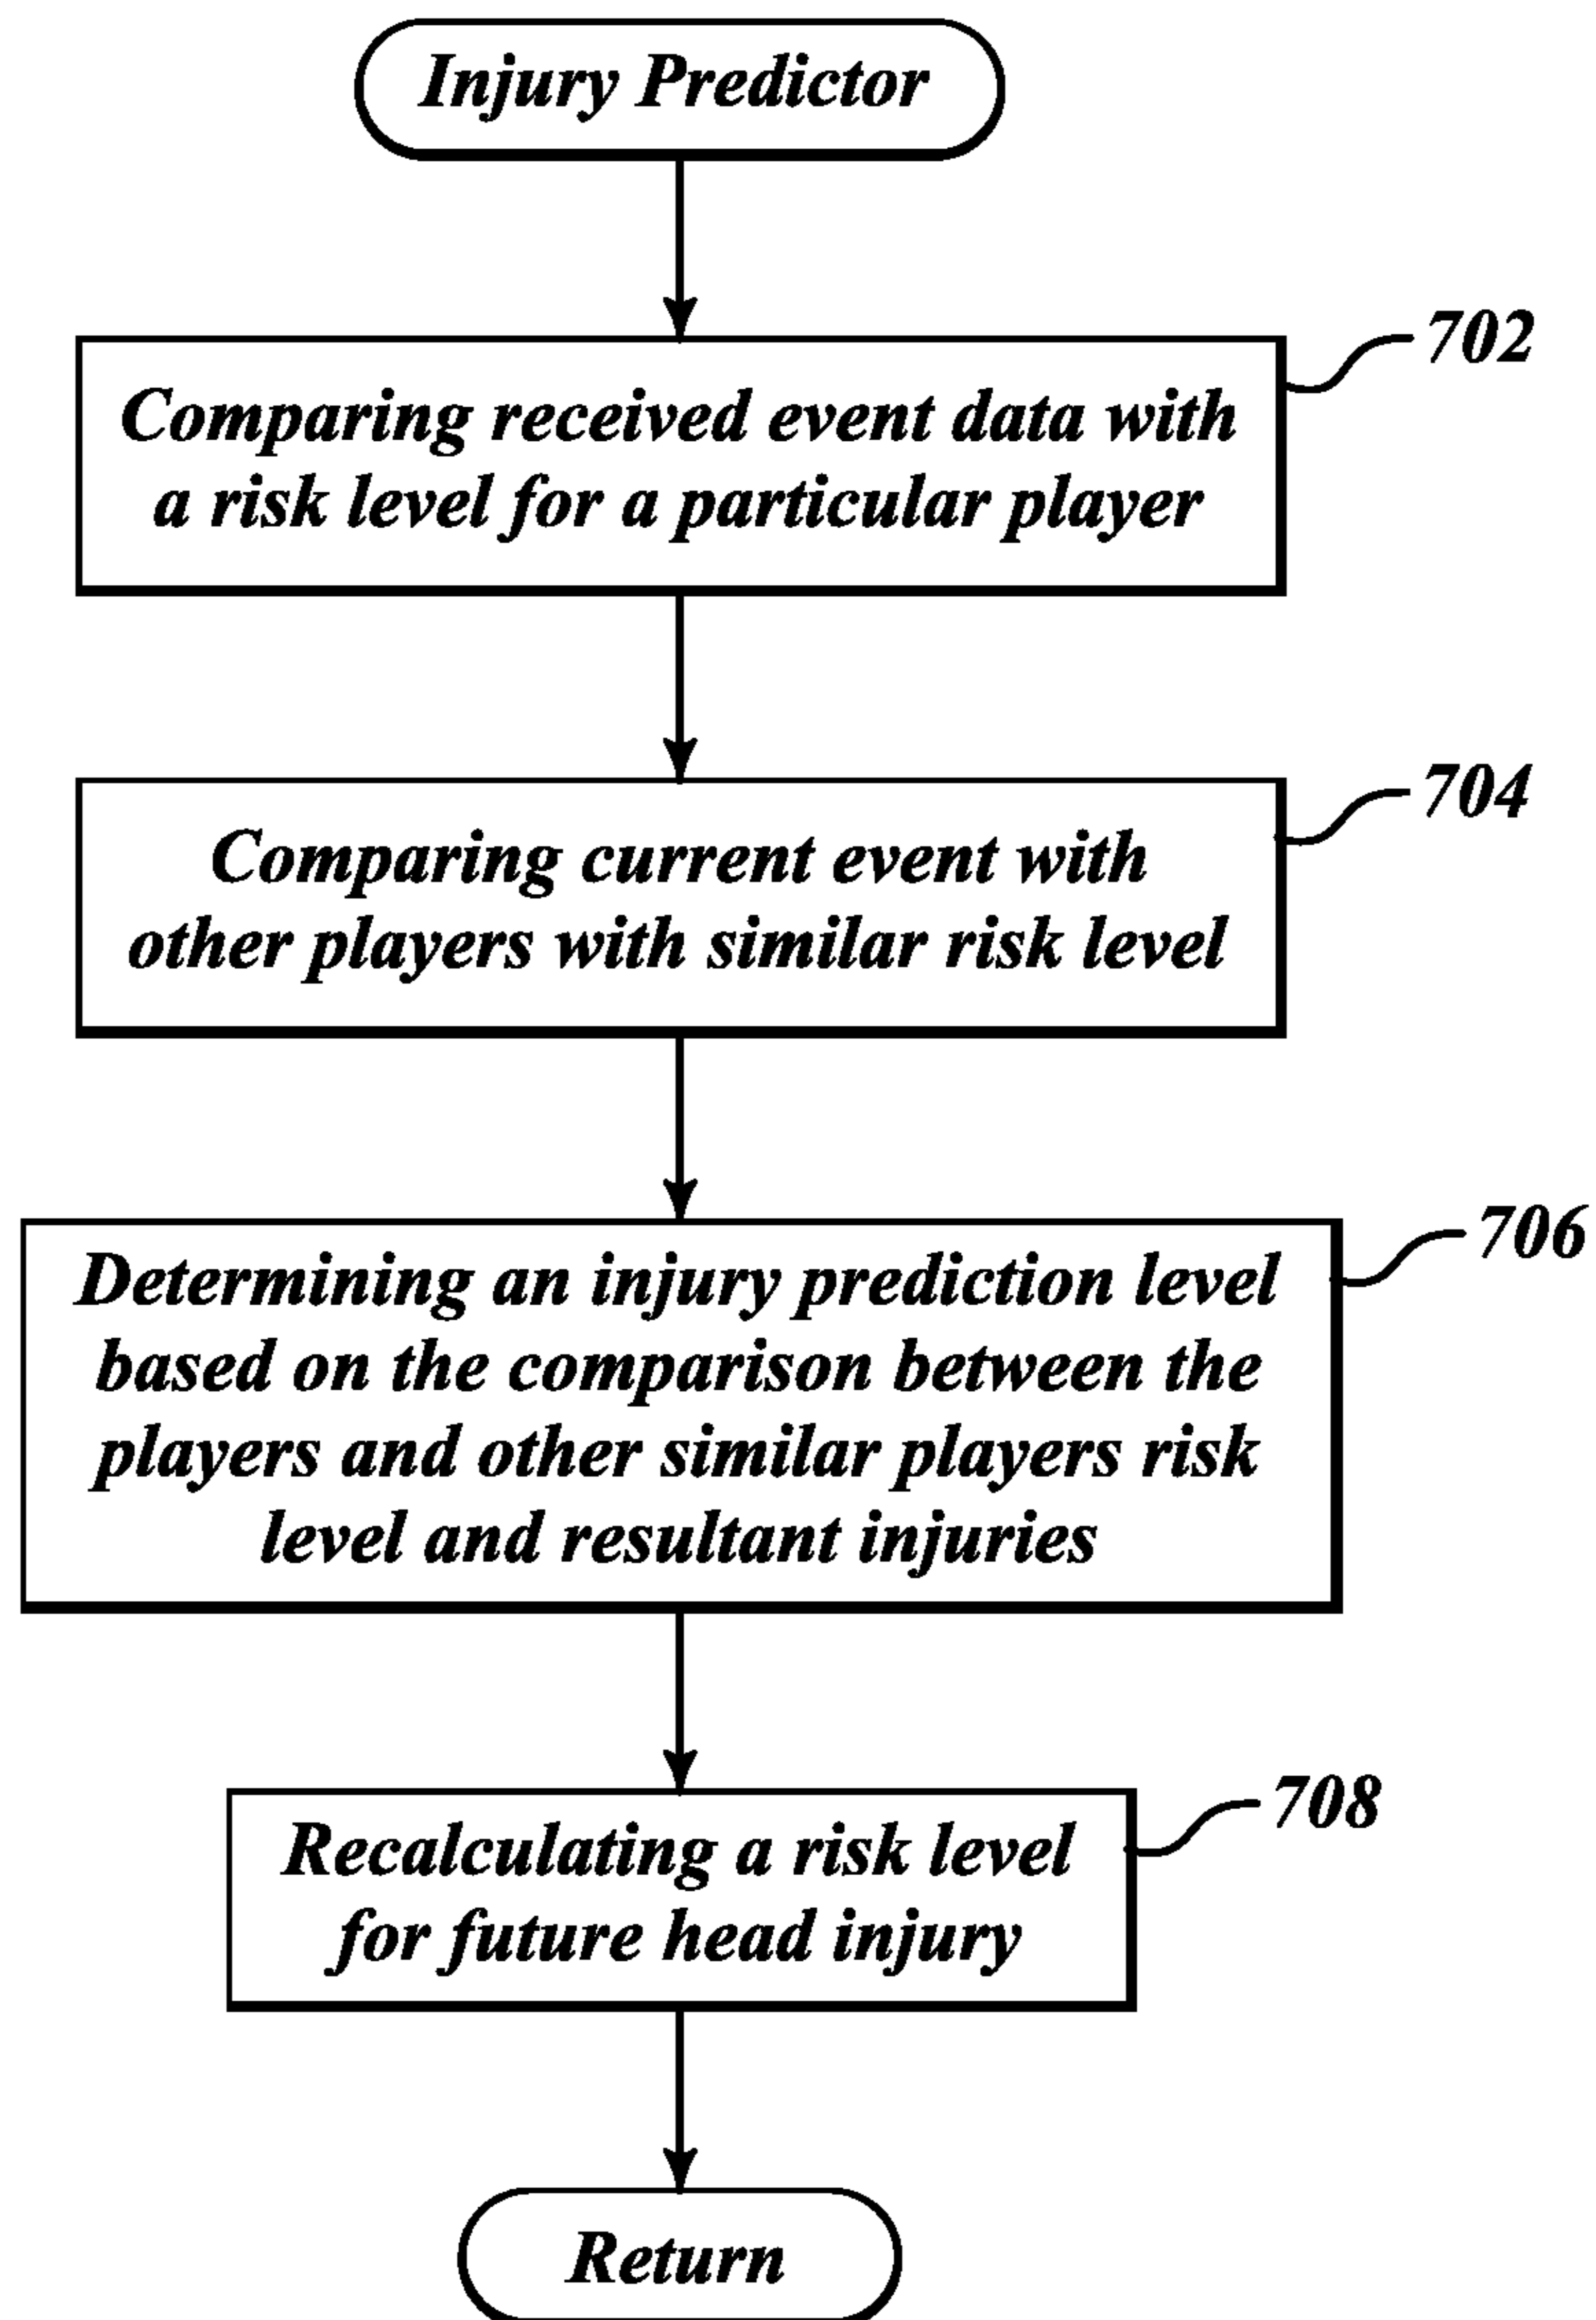 Injury Predictor
702
Comparing received event data with
a risk level for a particular player
704
Comparing current event with
other players with similar risk level
706
Determining an injury prediction level
based on the comparison between the
players and other similar players risk
level and resultant injuries
708
Recalculating a risk level
for future head injury
Return